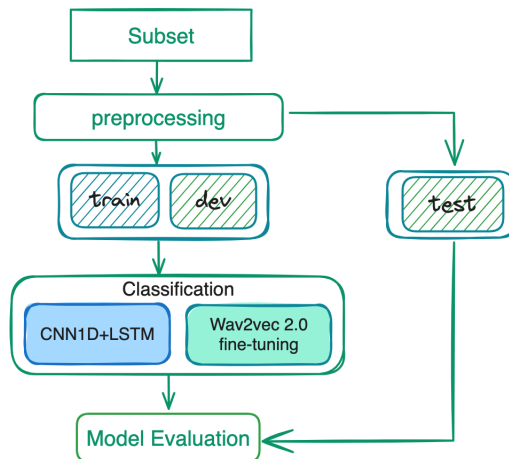 Subset
preprocessing
train
dev
test
Classification
CNN1D+LSTM
Wav2vec 2.0
fine-tuning
Model Evaluation